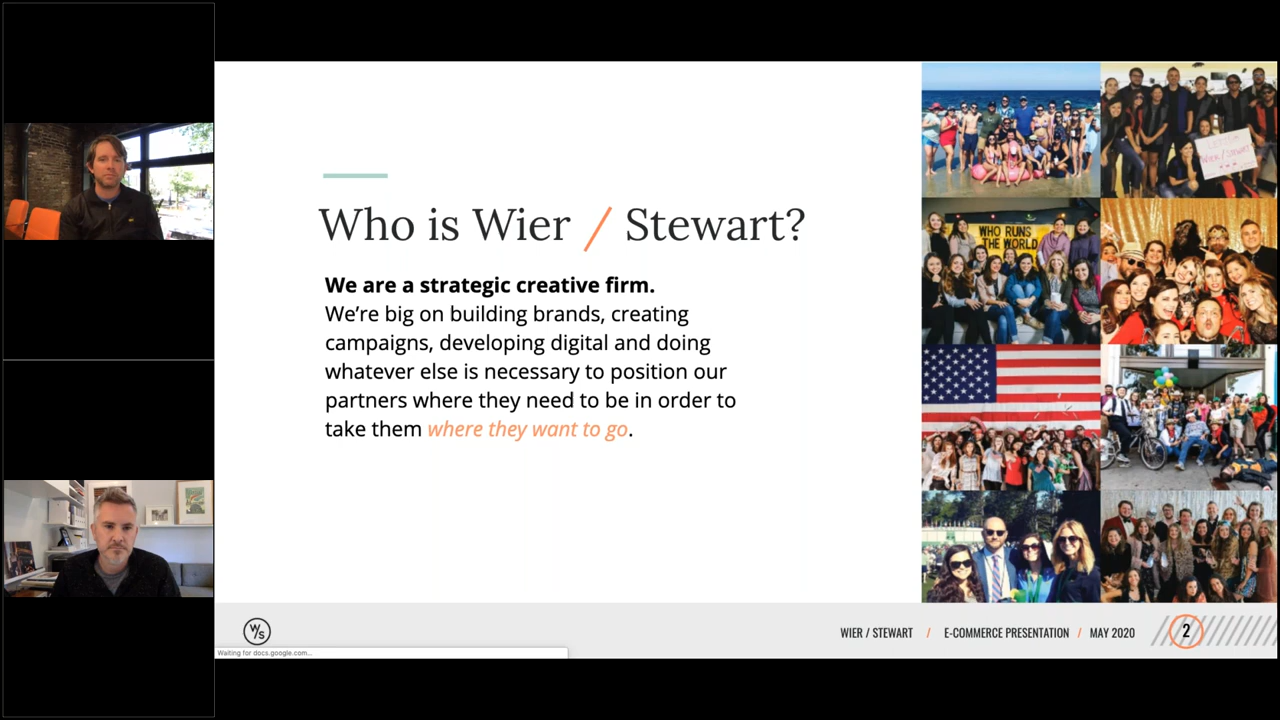 Who is Wier / Stewart?
We are a strategic creative firm.
We’re big on building brands, creating
campaigns, developing digital and doing
whatever else is necessary to position our
partners where they need to be in order to
take them where they want to go.
WHO RUNS
THE WORLD
WIER/STEWART
W/S
WIER / STEWART / E-COMMERCE PRESENTATION / MAY 2020
2
Waiting for docs.google.com...